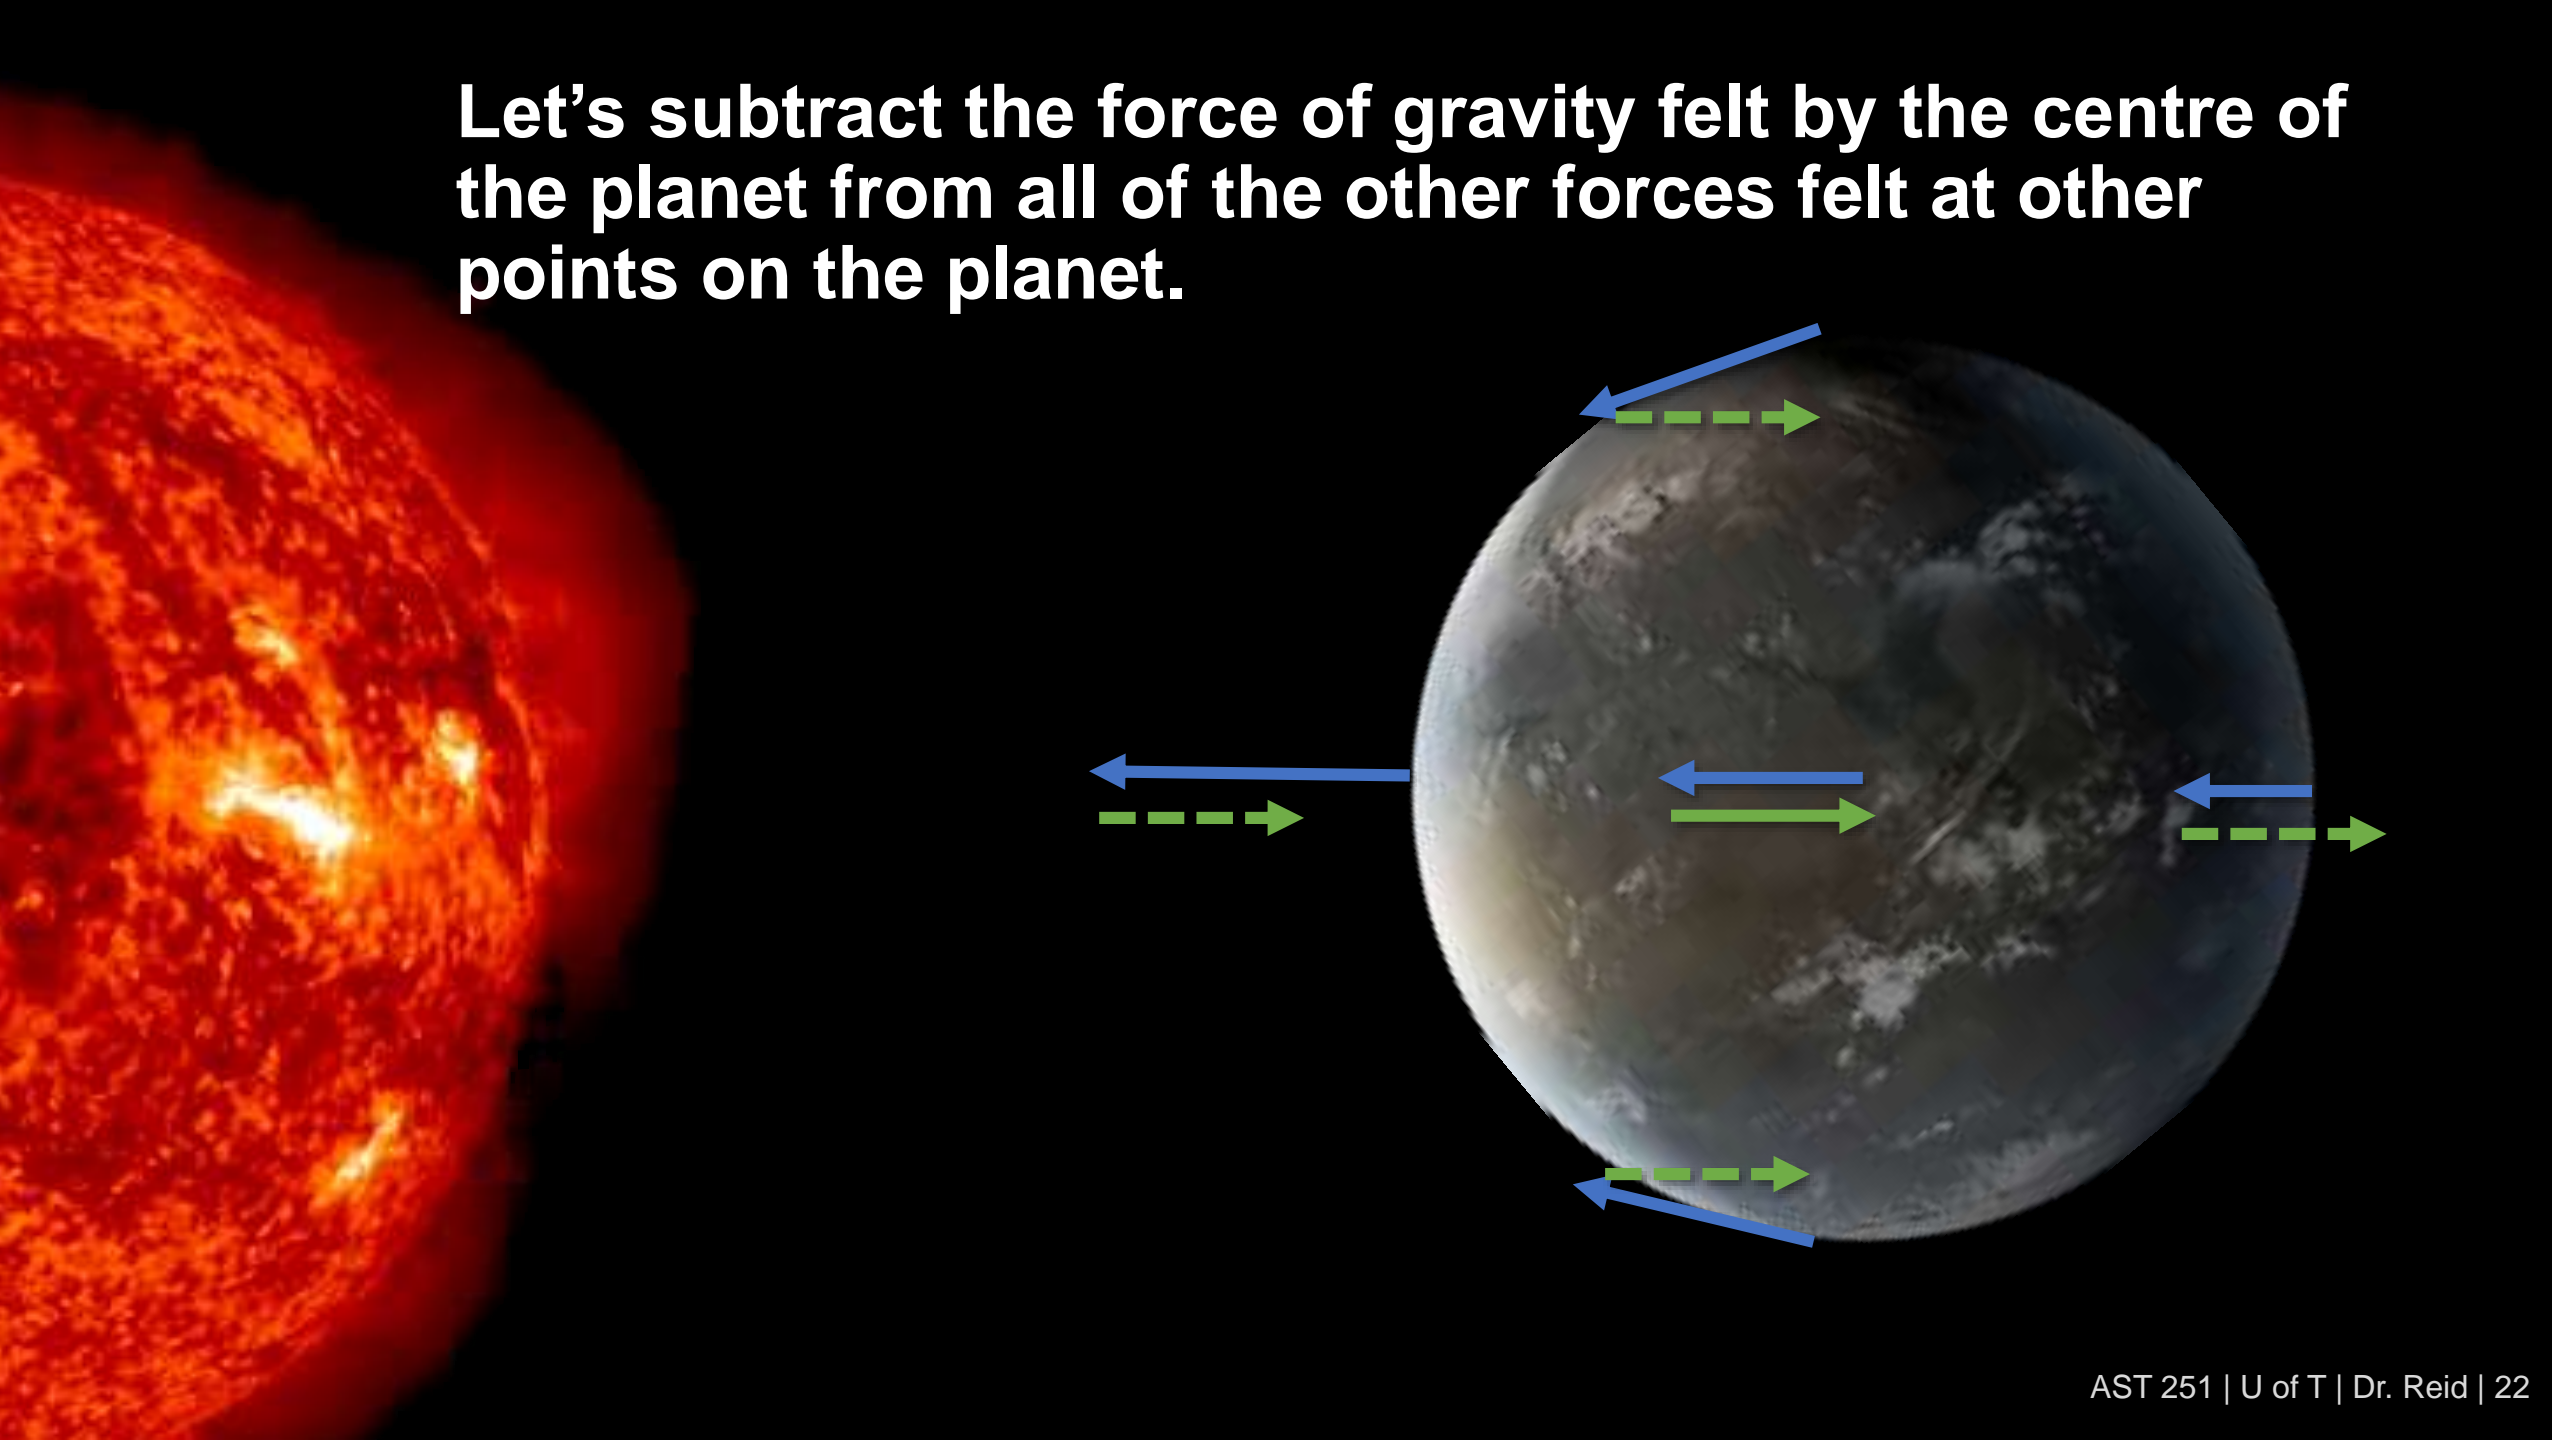 Let’s subtract the force of gravity felt by the centre of
the planet from all of the other forces felt at other
points on the planet.
AST 251 | U of T | Dr. Reid | 22